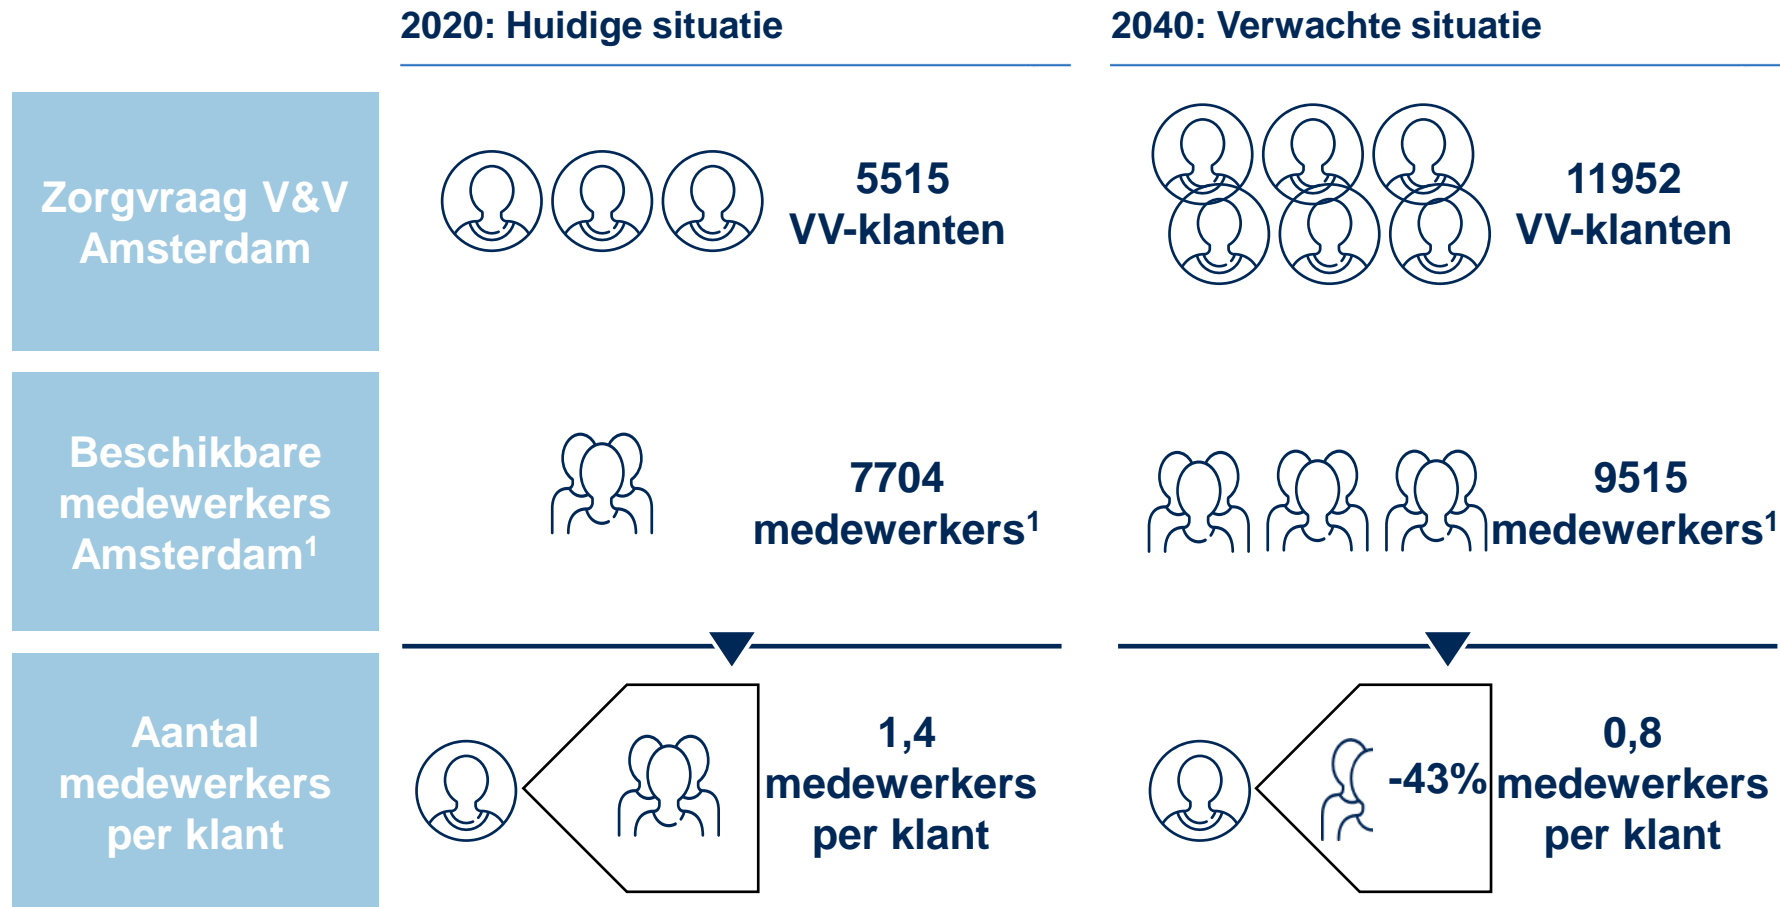 2020: Huidige situatie
2040: Verwachte situatie
Zorgvraag V&V
Amsterdam
5515
VV-klanten
11952
VV-klanten
Beschikbare
medewerkers
Amsterdam¹
7704
medewerkers¹
9515
medewerkers¹
Aantal
medewerkers
per klant
1,4
medewerkers
per klant
-43%
0,8
medewerkers
per klant